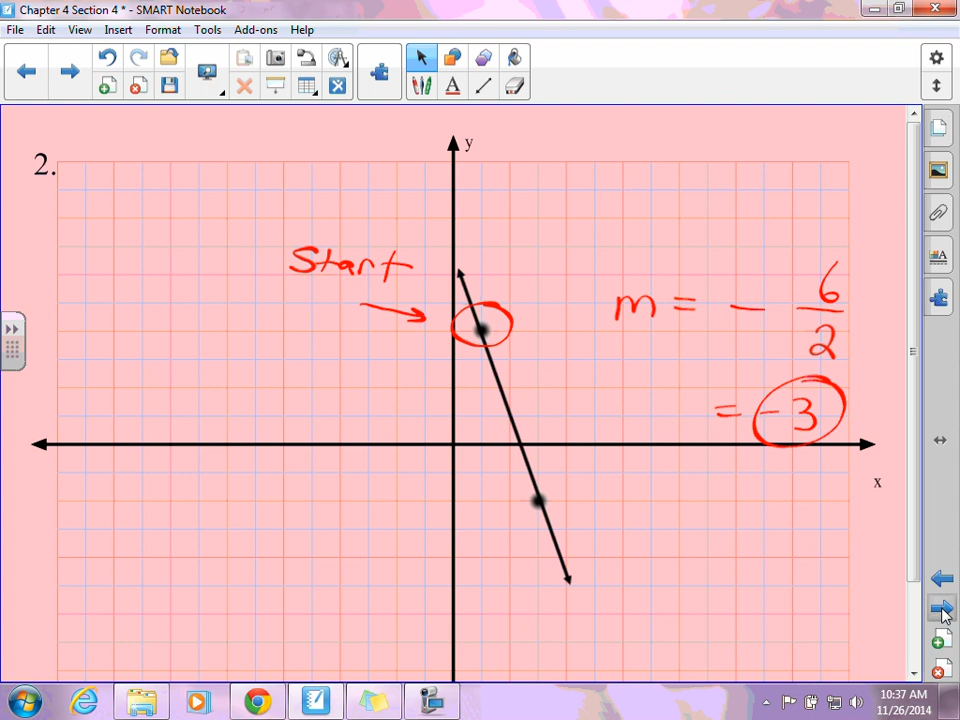 Chapter 4 Section 4 * - SMART Notebook
File Edit View Insert Format Tools Add-ons Help
y
2.
Start
m = - 6/2
= -3
x
10:37 AM
11/26/2014